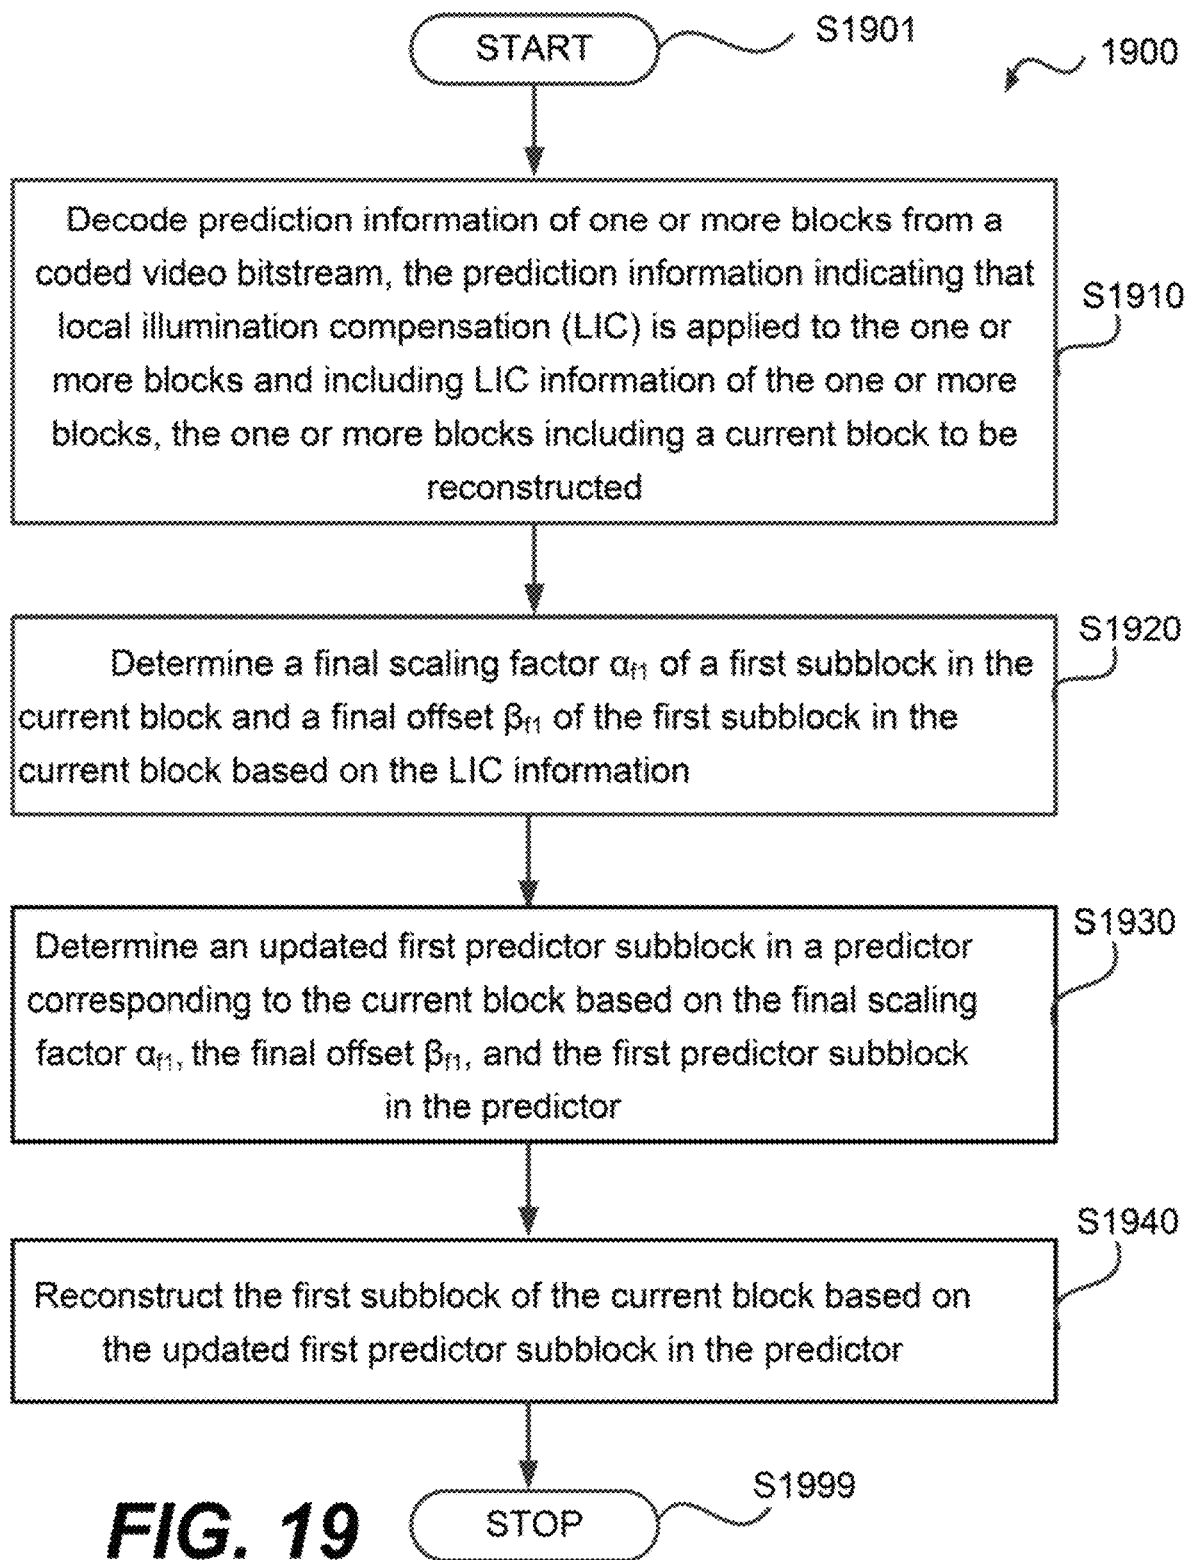 START
S1901
1900
Decode prediction information of one or more blocks from a
coded video bitstream, the prediction information indicating that
local illumination compensation (LIC) is applied to the one or
more blocks and including LIC information of the one or more
blocks, the one or more blocks including a current block to be
reconstructed
S1910
S1920
Determine a final scaling factor αf1 of a first subblock in the
current block and a final offset βf1 of the first subblock in the
current block based on the LIC information
S1930
Determine an updated first predictor subblock in a predictor
corresponding to the current block based on the final scaling
factor αf1, the final offset βf1, and the first predictor subblock
in the predictor
S1940
Reconstruct the first subblock of the current block based on
the updated first predictor subblock in the predictor
S1999
STOP
FIG. 19